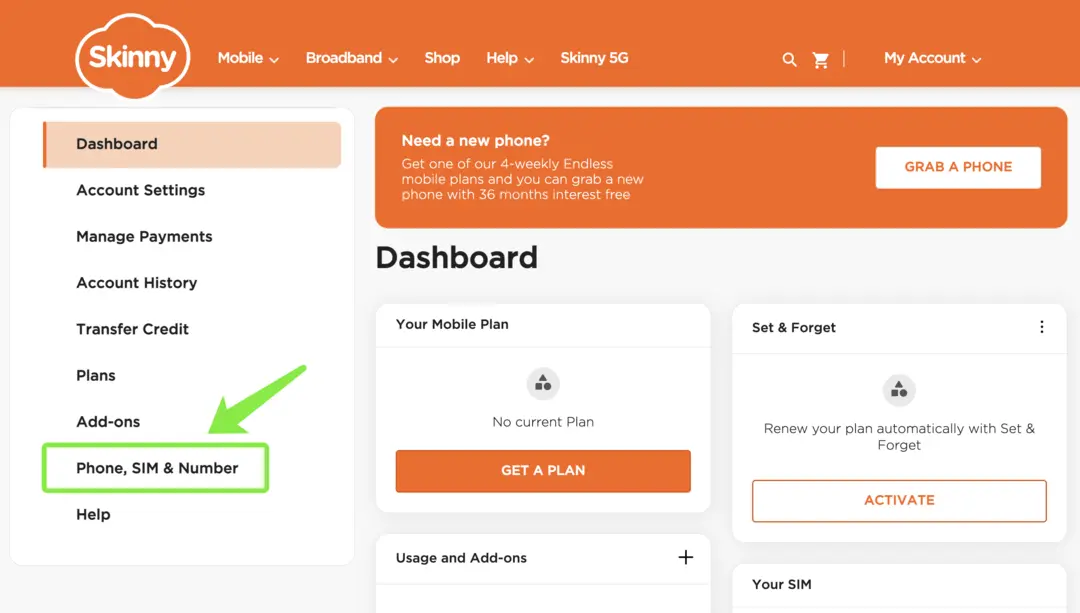 Skinny
Mobile
Broadband
Shop
Help
Skinny 5G
My Account
Dashboard
Account Settings
Manage Payments
Account History
Transfer Credit
Plans
Add-ons
Phone, SIM & Number
Help
Need a new phone?
Get one of our 4-weekly Endless
mobile plans and you can grab a new
phone with 36 months interest free
GRAB A PHONE
Dashboard
Your Mobile Plan
No current Plan
GET A PLAN
Set & Forget
Renew your plan automatically with Set &
Forget
ACTIVATE
Usage and Add-ons
Your SIM